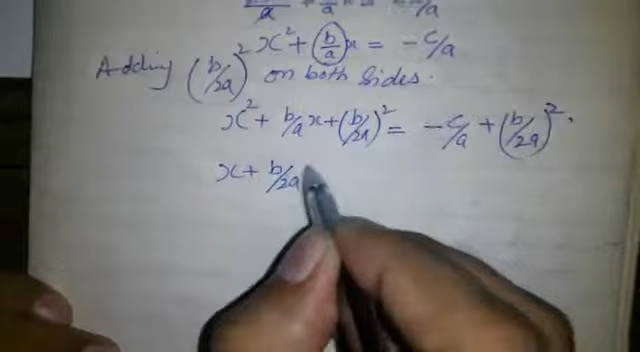 x² + b/a x = -c/a
Adding (b/2a)² on both sides.
x² + b/a x + (b/2a)² = -c/a + (b/2a)².
x + b/2a